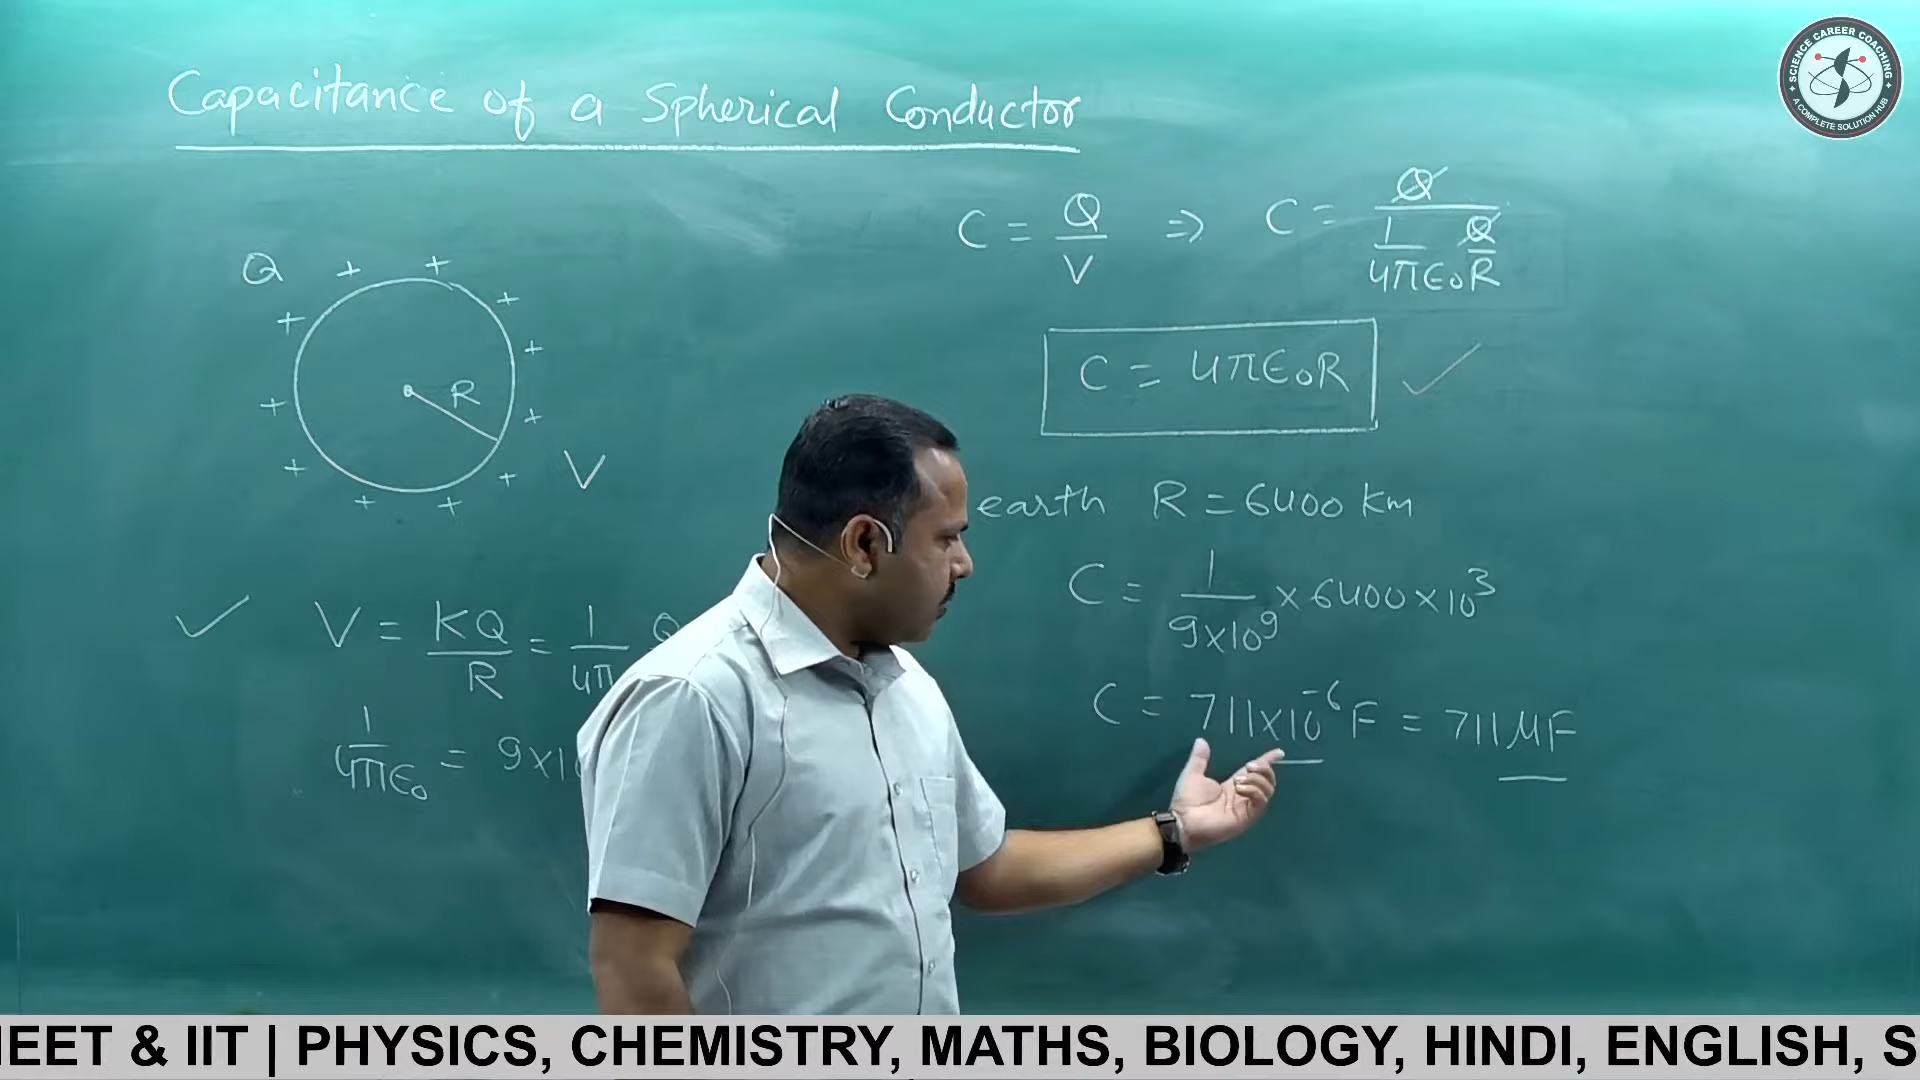 Capacitance of a Spherical Conductor
SCIENCE CAREER COACHING
A COMPLETE SOLUTION HUB
C = Q/V ⇒ C = Q / (1/4πϵ₀ Q/R)
Q + + + + + + + + + + + +
R
V
C = 4πϵ₀R ✓
earth R = 6400 km
C = 1/9×10⁹ × 6400×10³
✓ V = KQ/R = 1/4π Q
C = 711×10⁻⁶ F = 711 μF
1/4πϵ₀ = 9×10
NEET & IIT | PHYSICS, CHEMISTRY, MATHS, BIOLOGY, HINDI, ENGLISH, S